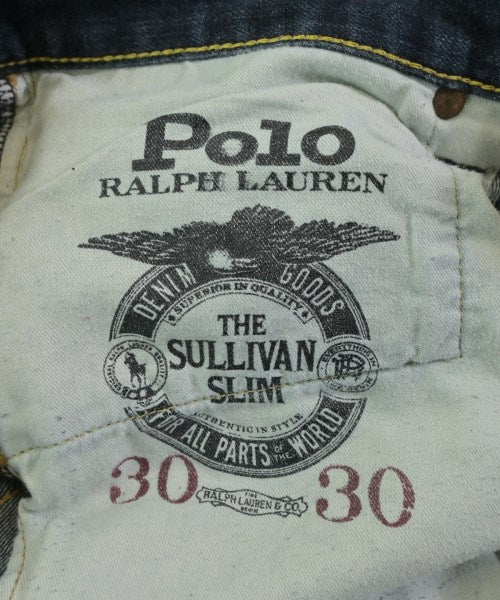 Polo
RALPH LAUREN
DENIM GOODS
SUPERIOR IN QUALITY
THE
SULLIVAN
SLIM
AUTHENTIC IN STYLE
FOR ALL PARTS OF THE WORLD
30
RALPH LAUREN & CO.
30